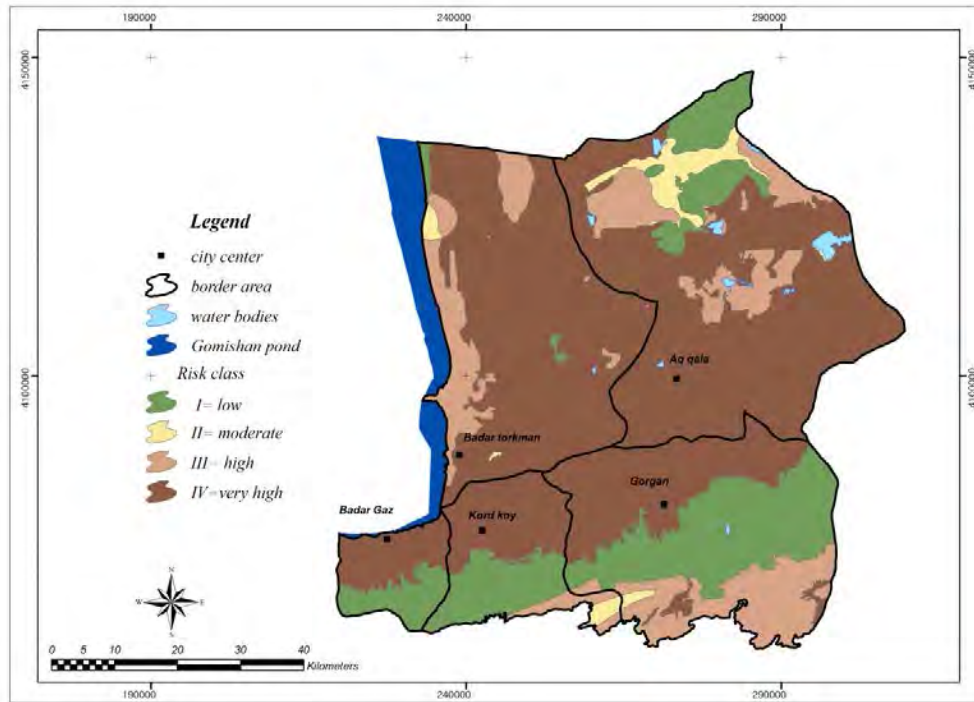 190000 240000 290000
4150000 4150000
Legend
city center
border area
water bodies
Gomishan pond
Risk class
I= low
II= moderate
III= high
IV=very high
Aq qala
4100000 4100000
Badar torkman
Gorgan
Badar Gaz
Kord koy
N
W E
S
0 5 10 20 30 40
Kilometers
190000 240000 290000